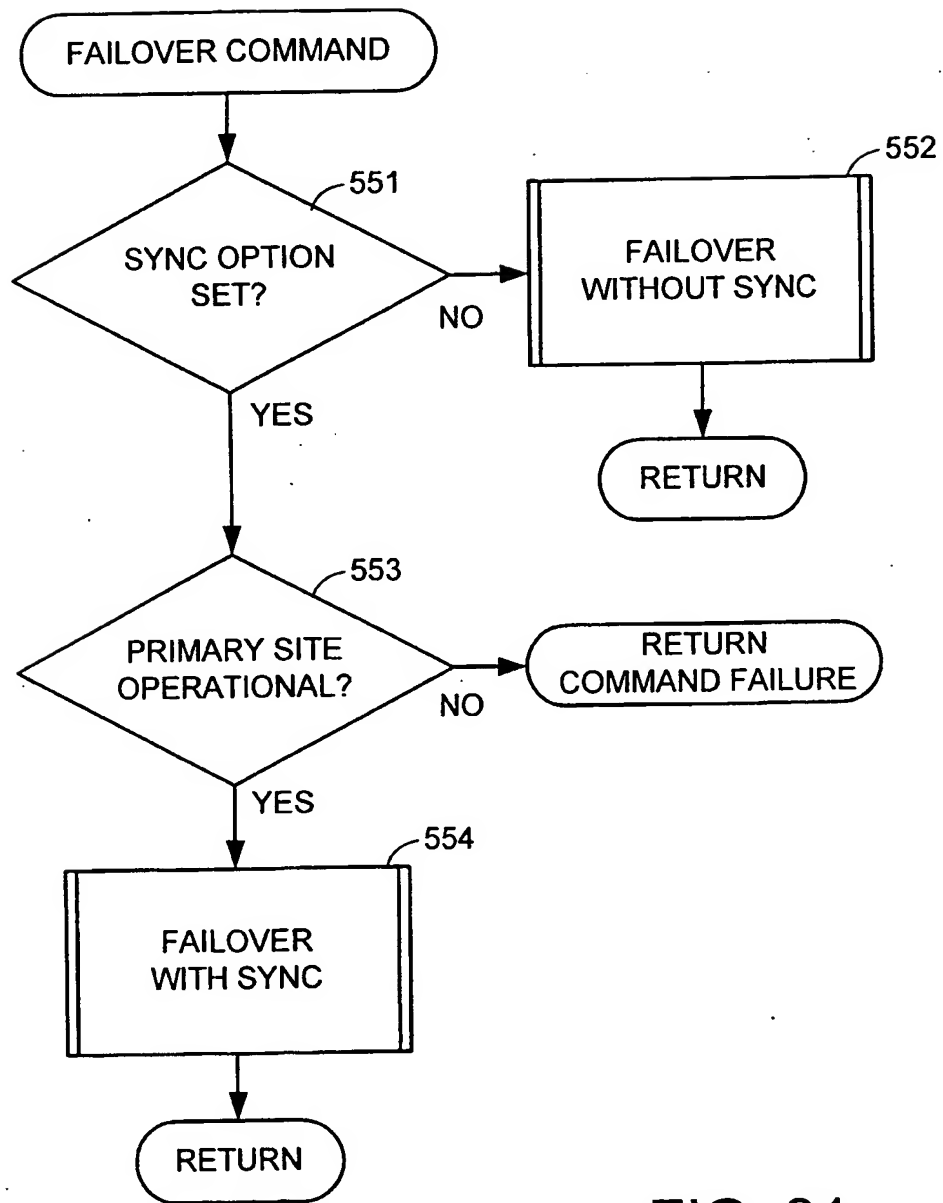 FAILOVER COMMAND
551
SYNC OPTION
SET?
NO
YES
552
FAILOVER
WITHOUT SYNC
RETURN
553
PRIMARY SITE
OPERATIONAL?
NO
YES
RETURN
COMMAND FAILURE
554
FAILOVER
WITH SYNC
RETURN